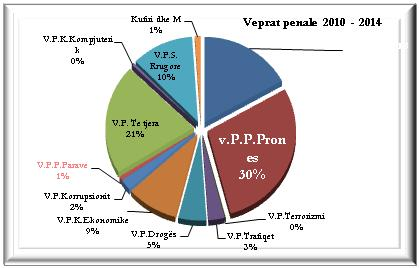 Veprat penale 2010 - 2014
Kufiri dhe M
1%
V.P.K.Kompjuteri
k
0%
V.P.S.
Rrugore
10%
V.P. Te tjera
21%
v.P.P.Pron
es
30%
V.P.P.Parave
1%
V.P.Korrupsionit
2%
V.P.K.Ekonomike
9%
V.P.Drogës
5%
V.P.Trafiqet
3%
V.P.Terrorizmi
0%